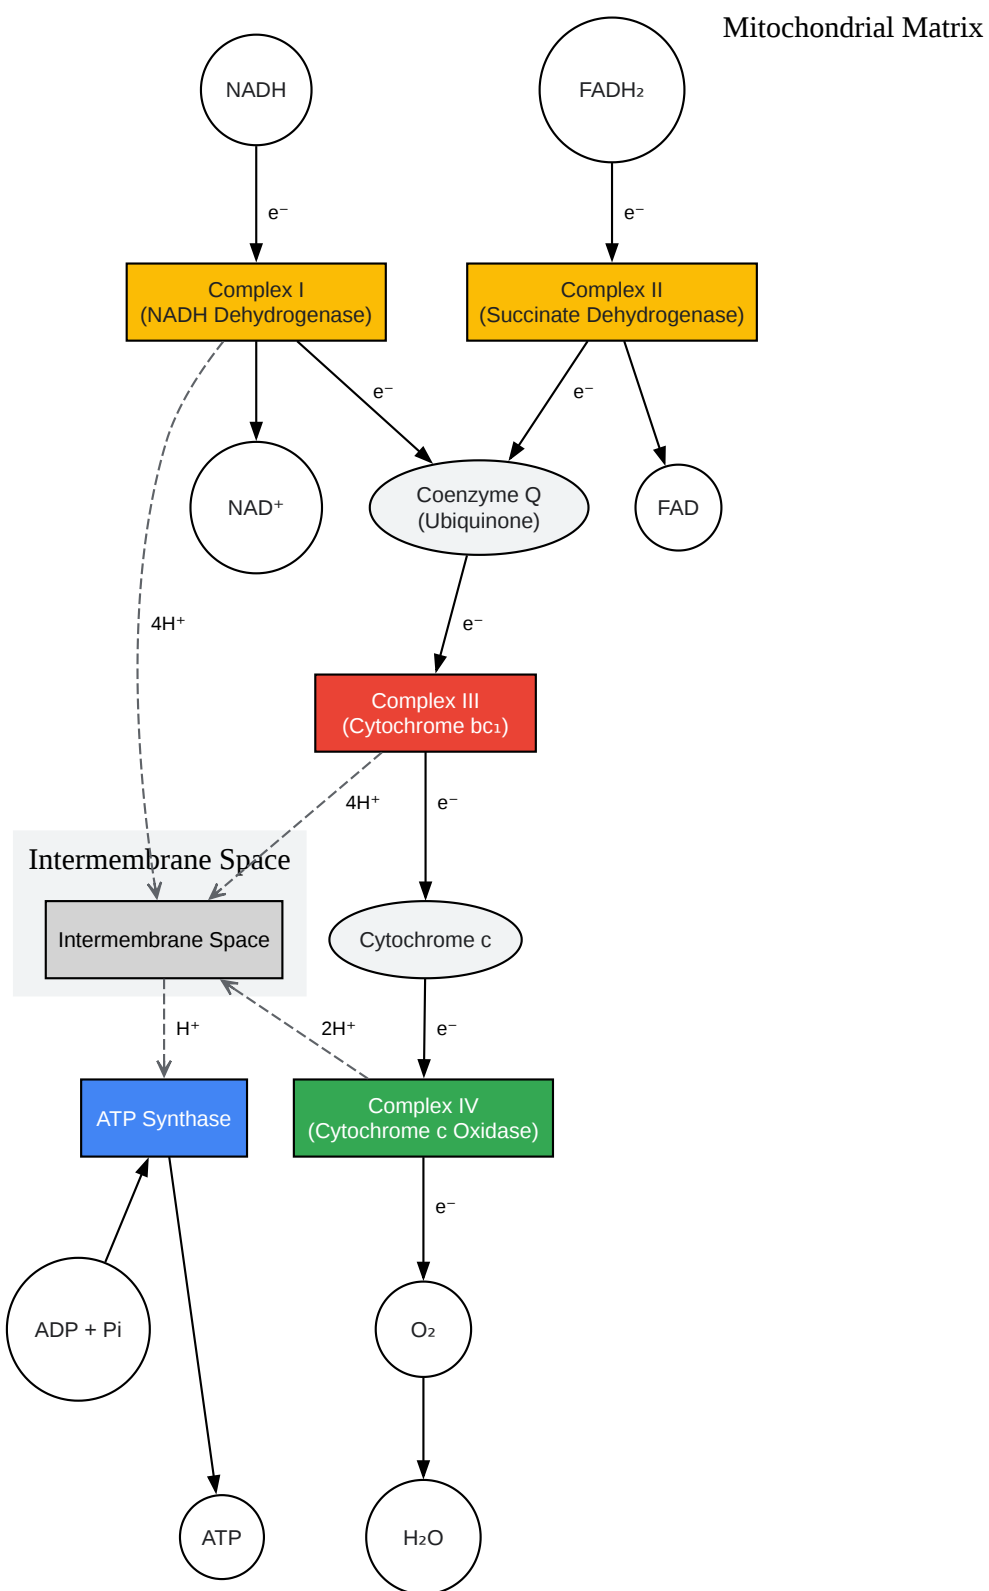 Mitochondrial Matrix
NADH
FADH₂
e⁻
e⁻
Complex I
(NADH Dehydrogenase)
Complex II
(Succinate Dehydrogenase)
e⁻
e⁻
NAD⁺
Coenzyme Q
(Ubiquinone)
FAD
4H⁺
e⁻
Complex III
(Cytochrome bc₁)
4H⁺
e⁻
Intermembrane Space
Intermembrane Space
Cytochrome c
H⁺
2H⁺
e⁻
ATP Synthase
Complex IV
(Cytochrome c Oxidase)
e⁻
ADP + Pi
O₂
ATP
H₂O